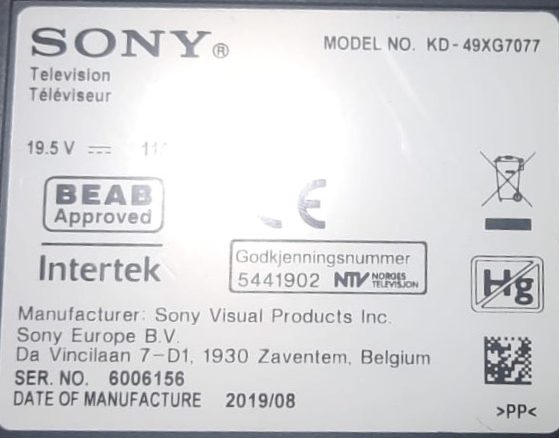 SONY® MODEL NO. KD-49XG7077
Television
Téléviseur
19.5 V ⎓
BEAB
Approved
CE
Intertek
Godkjenningsnummer
5441902 NTV NORGES TELEVISJON
Hg
Manufacturer: Sony Visual Products Inc.
Sony Europe B.V.
Da Vincilaan 7-D1, 1930 Zaventem, Belgium
SER. NO. 6006156
DATE OF MANUFACTURE 2019/08
>PP<